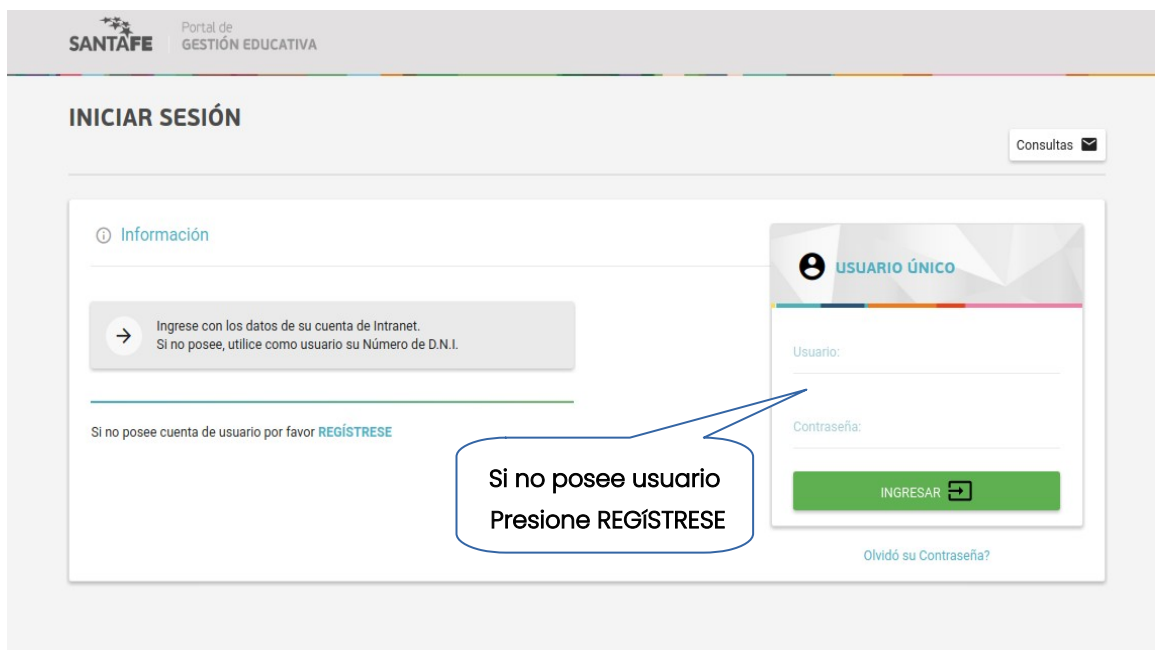 SANTAFE
Portal de
GESTIÓN EDUCATIVA
INICIAR SESIÓN
Consultas
Información
Ingrese con los datos de su cuenta de Intranet.
Si no posee, utilice como usuario su Número de D.N.I.
Si no posee cuenta de usuario por favor REGÍSTRESE
USUARIO ÚNICO
Usuario:
Contraseña:
INGRESAR
Olvidó su Contraseña?
Si no posee usuario
Presione REGíSTRESE